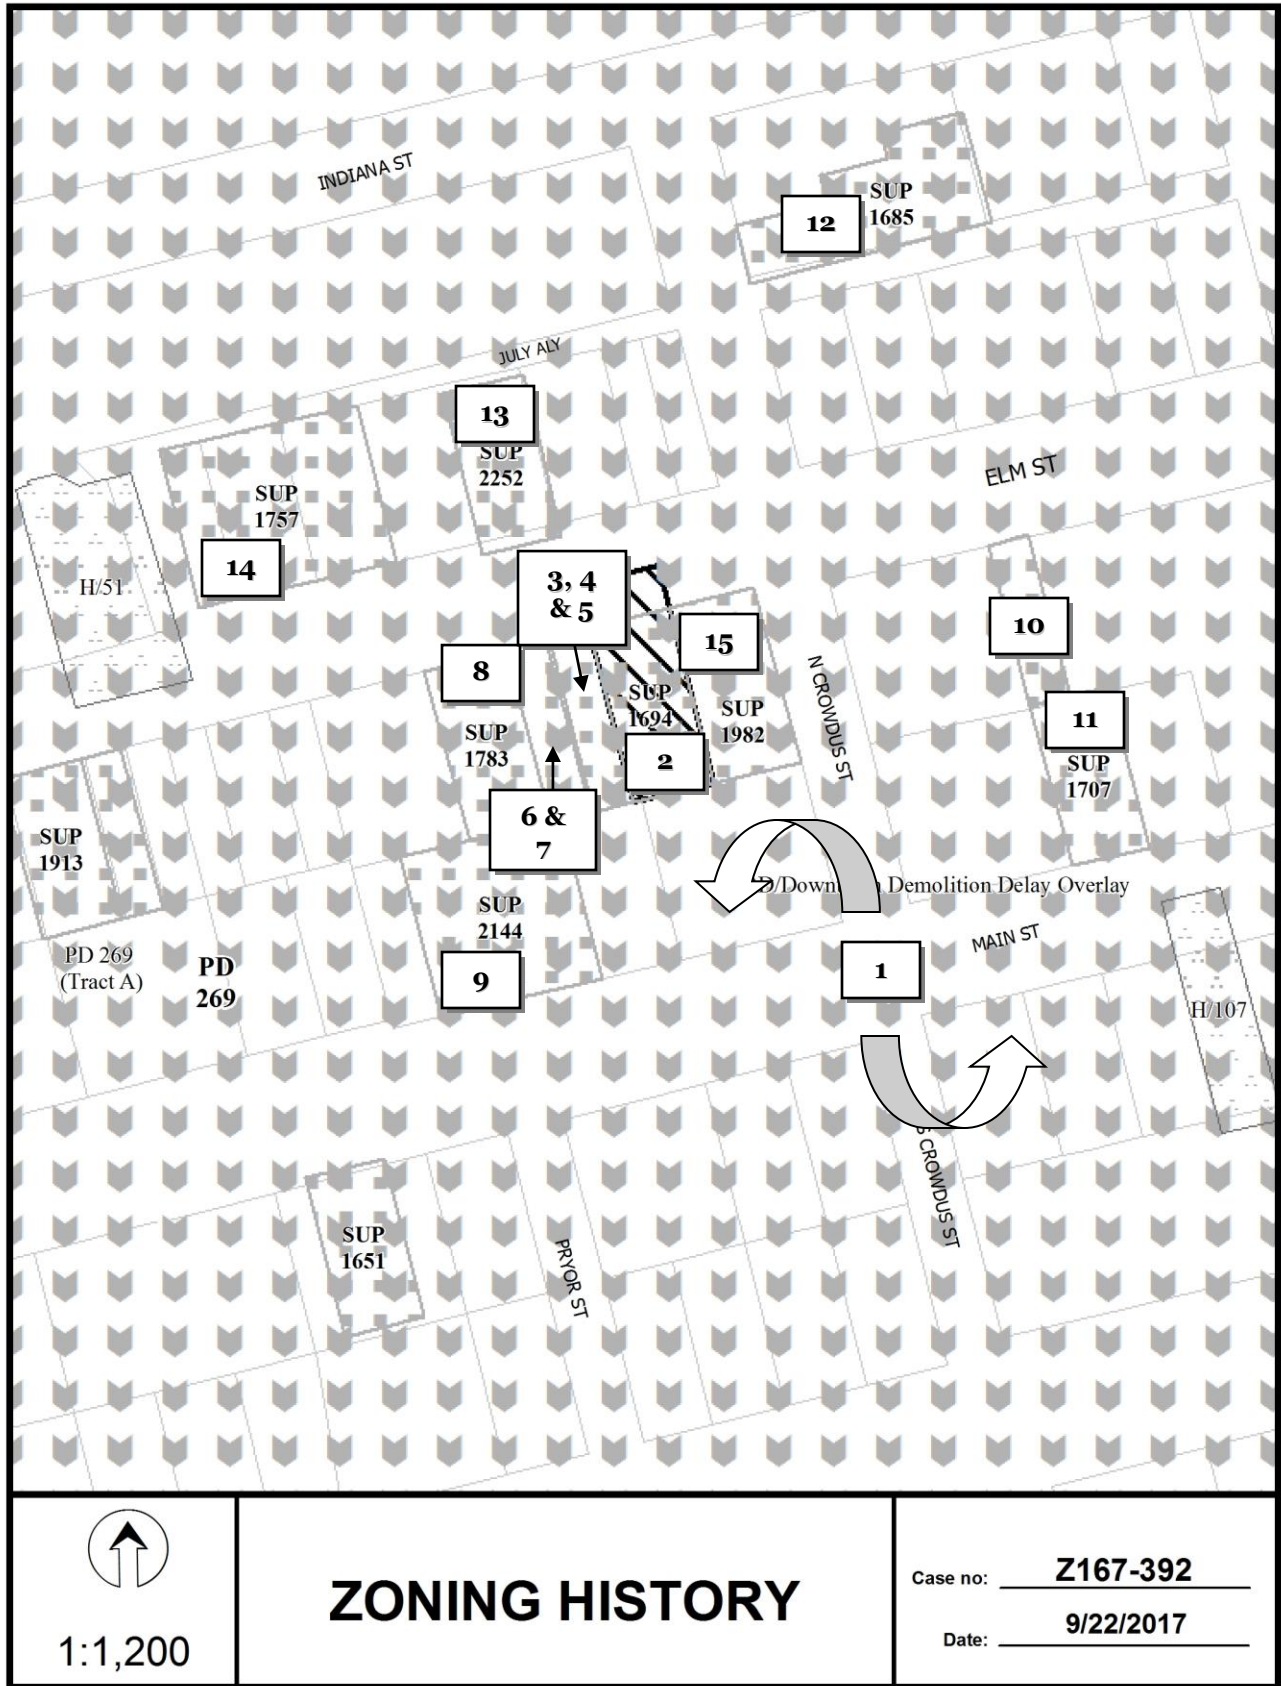 INDIANA ST
SUP
1685
12
JULY ALY
13
SUP
2252
ELM ST
SUP
1757
14
H/51
3, 4
& 5
10
15
8
N CROWDUS ST
SUP
1694
SUP
1982
SUP
1783
11
SUP
1707
2
6 &
7
SUP
1913
D/Down Demolition Delay Overlay
SUP
2144
MAIN ST
PD 269
(Tract A)
PD
269
9
1
H/107
S CROWDUS ST
SUP
1651
PRYOR ST
1:1,200
ZONING HISTORY
Case no: Z167-392
Date: 9/22/2017